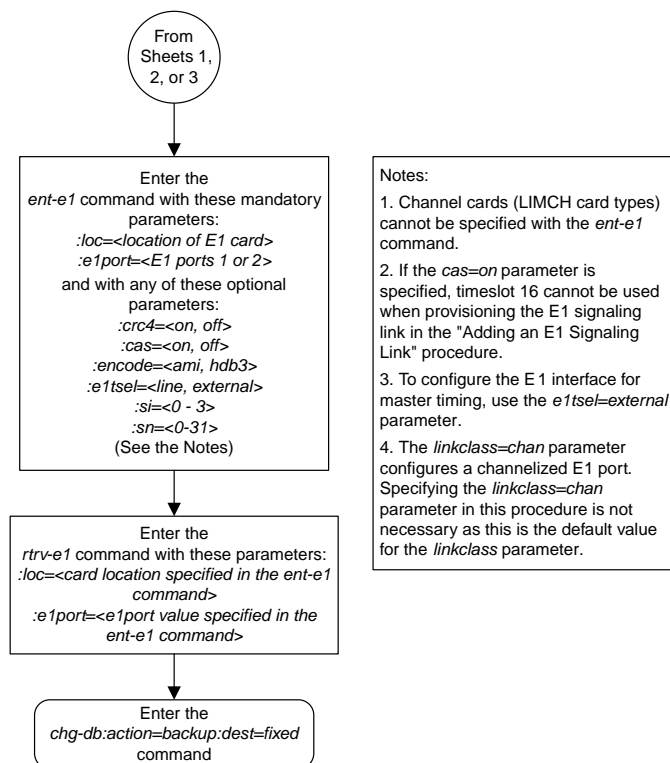 From
Sheets 1,
2, or 3
Enter the
ent-e1 command with these mandatory
parameters:
:loc=<location of E1 card>
:e1port=<E1 ports 1 or 2>
and with any of these optional
parameters:
:crc4=<on, off>
:cas=<on, off>
:encode=<ami, hdb3>
:e1tsel=<line, external>
:si=<0 - 3>
:sn=<0-31>
(See the Notes)
Enter the
rtrv-e1 command with these parameters:
:loc=<card location specified in the ent-e1
command>
:e1port=<e1port value specified in the
ent-e1 command>
Enter the
chg-db:action=backup:dest=fixed
command
Notes:
1. Channel cards (LIMCH card types)
cannot be specified with the ent-e1
command.
2. If the cas=on parameter is
specified, timeslot 16 cannot be used
when provisioning the E1 signaling
link in the "Adding an E1 Signaling
Link" procedure.
3. To configure the E1 interface for
master timing, use the e1tsel=external
parameter.
4. The linkclass=chan parameter
configures a channelized E1 port.
Specifying the linkclass=chan
parameter in this procedure is not
necessary as this is the default value
for the linkclass parameter.